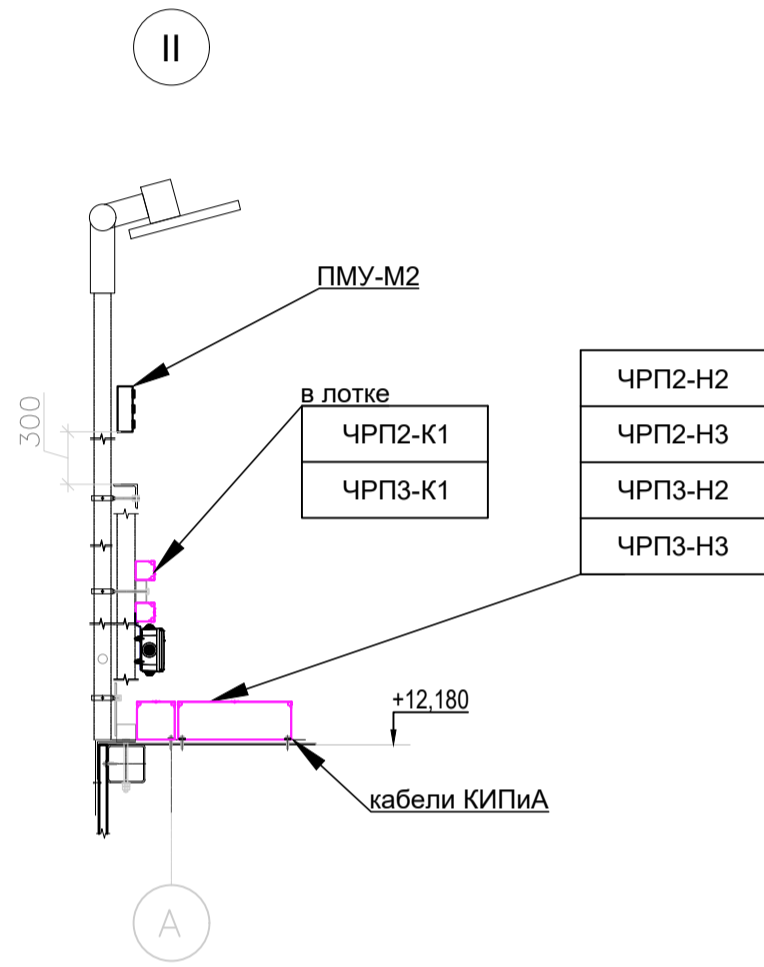 II
ПМУ-М2
300
в лотке
ЧРП2-К1
ЧРП3-К1
ЧРП2-Н2
ЧРП2-Н3
ЧРП3-Н2
ЧРП3-Н3
+12,180
кабели КИПиА
А